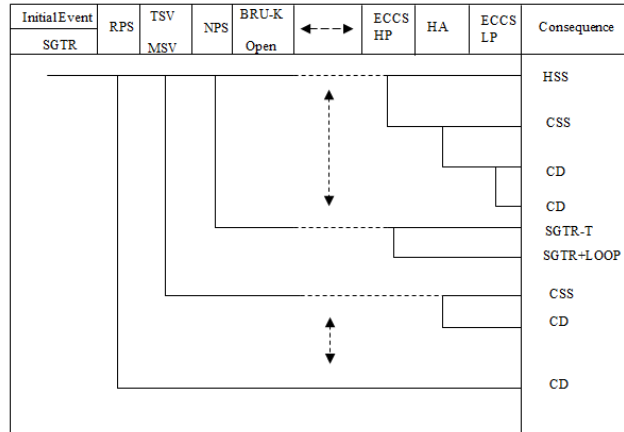 Initial Event
SGTR
RPS
TSV
MSV
NPS
BRU-K
Open
ECCS
HP
HA
ECCS
LP
Consequence
HSS
CSS
CD
CD
SGTR-T
SGTR+LOOP
CSS
CD
CD